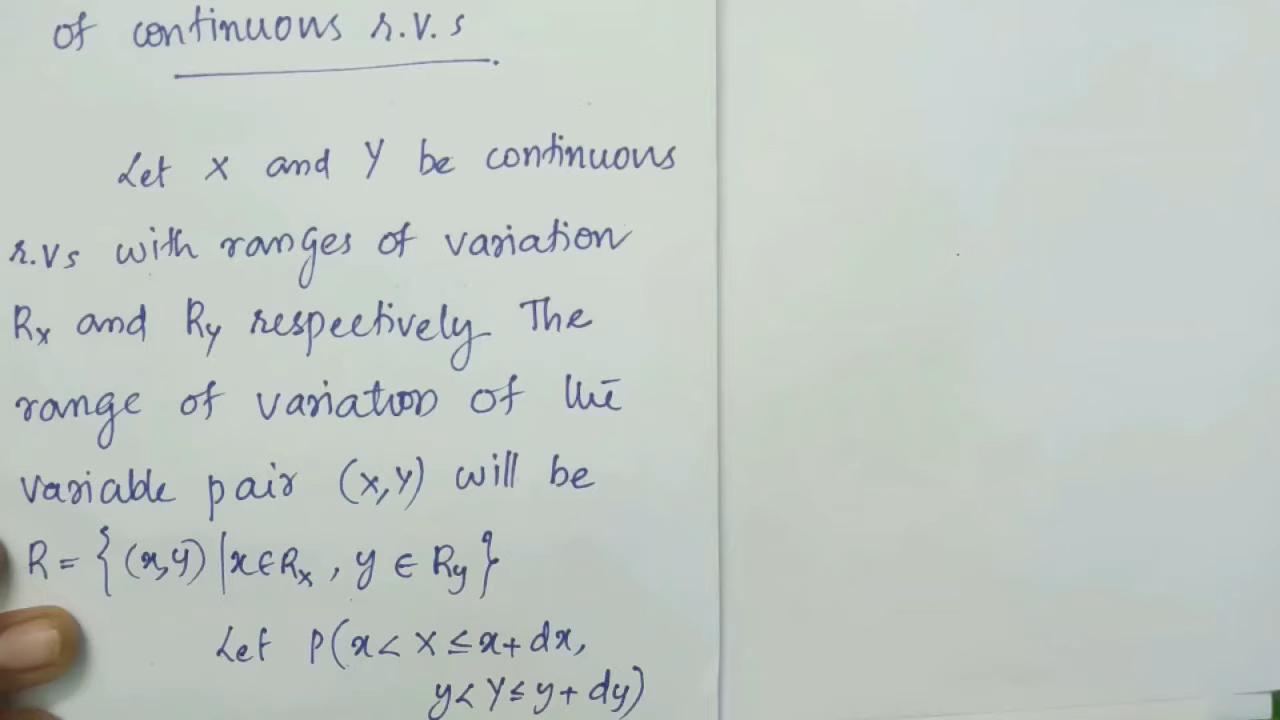 of continuous r.v.s
Let X and Y be continuous
r.vs with ranges of variation
Rx and Ry respectively. The
range of variation of the
variable pair (X,Y) will be
R = {(x,y) | x ∈ Rx, y ∈ Ry}
Let P(x < X ≤ x + dx,
y < Y ≤ y + dy)